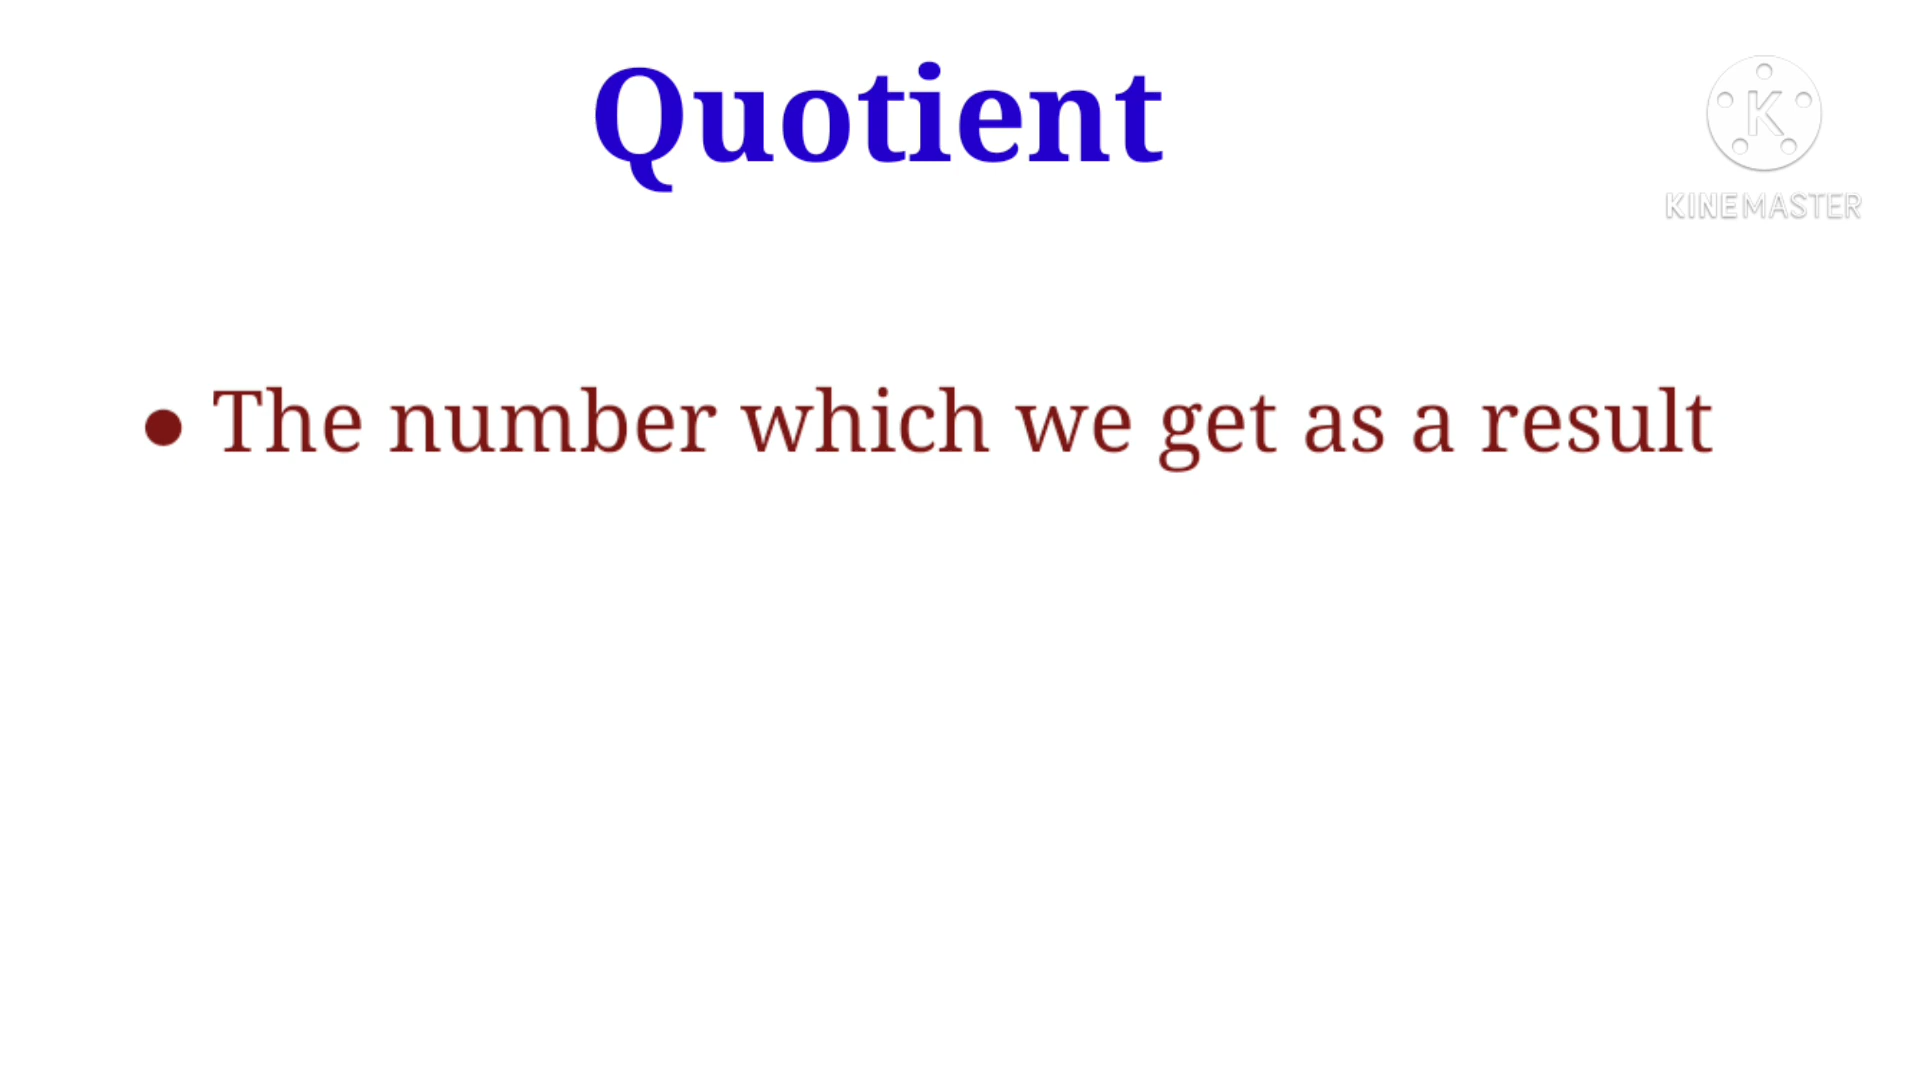 Quotient
K
KINEMASTER
• The number which we get as a result